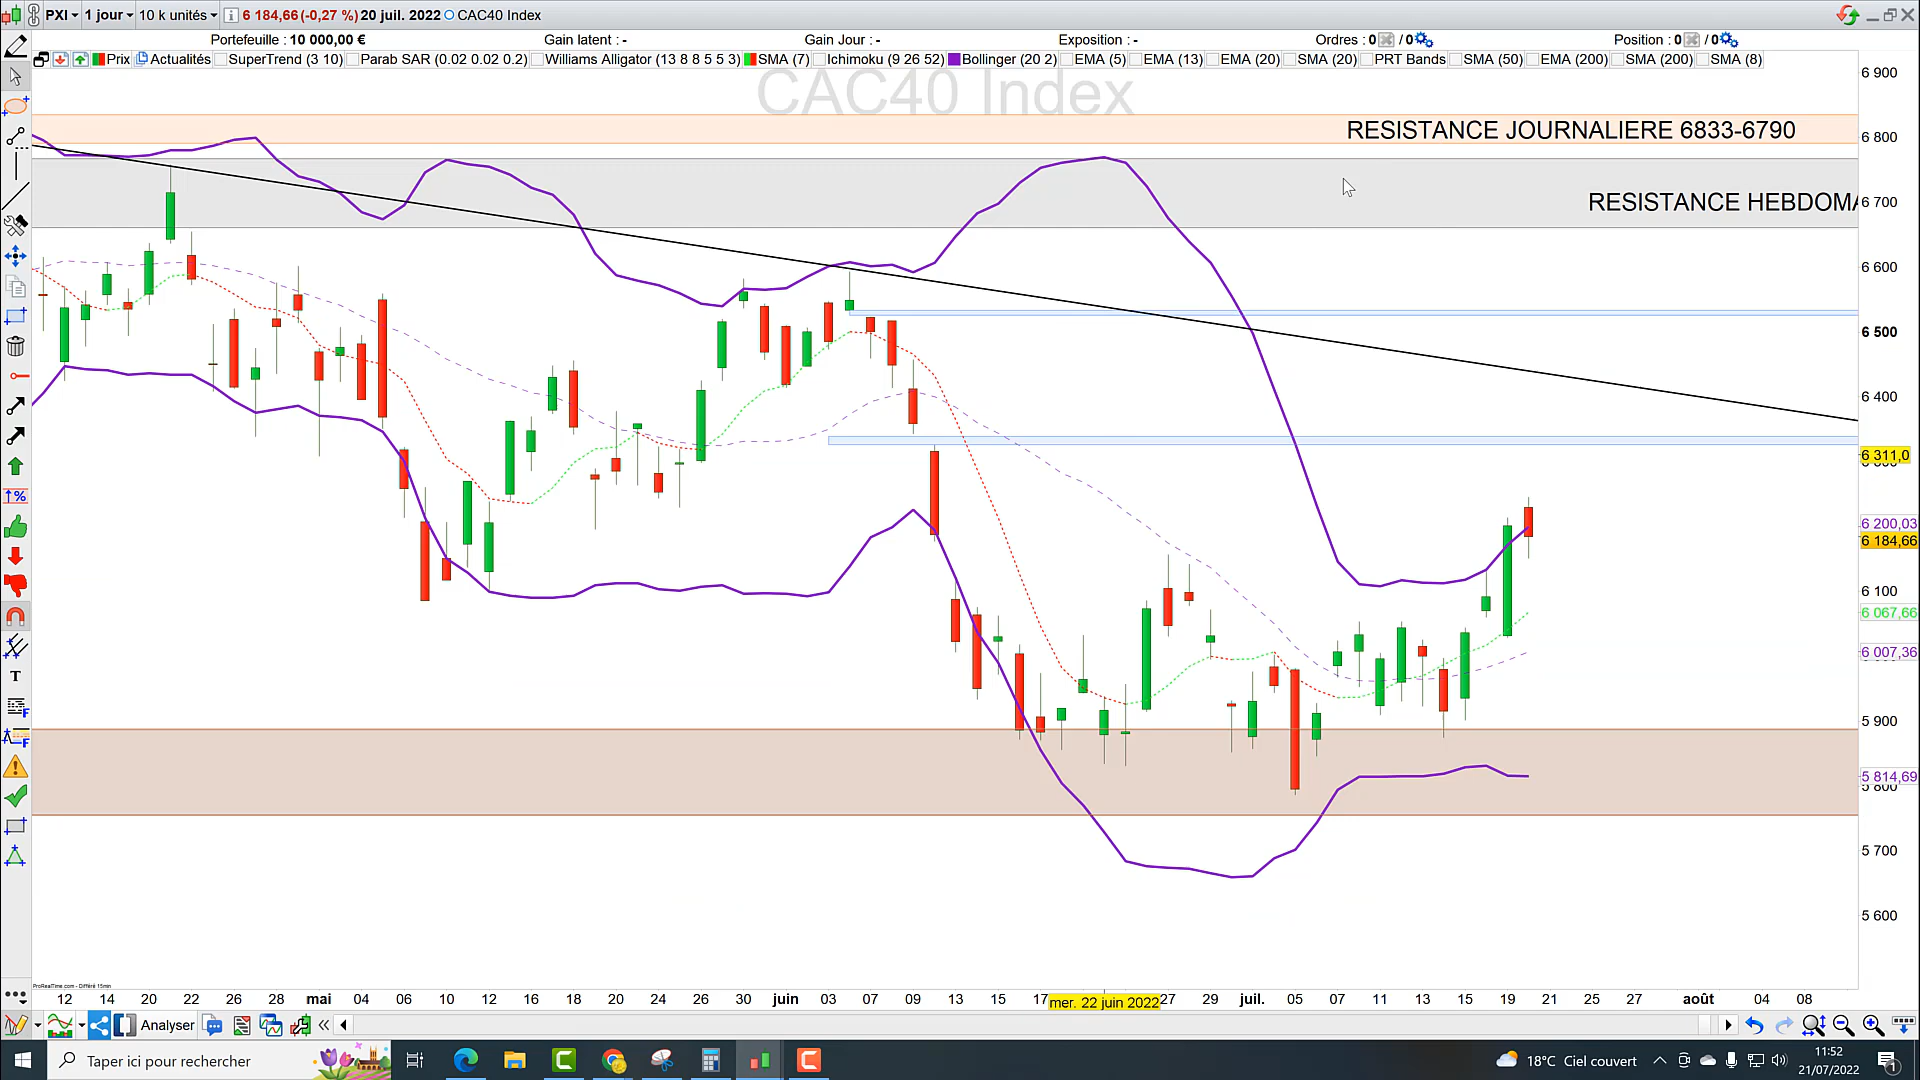 PXI 1 jour 10 k unités 6 184,66 (-0,27 %) 20 juil. 2022 CAC40 Index
Portefeuille : 10 000,00 € Gain latent : - Gain Jour : - Exposition : - Ordres : 0 / 0 Position : 0 / 0
Prix Actualités SuperTrend (3 10) Parab SAR (0.02 0.02 0.2) Williams Alligator (13 8 8 5 5 3) SMA (7) Ichimoku (9 26 52) Bollinger (20 2) EMA (5) EMA (13) EMA (20) SMA (20) PRT Bands SMA (50) EMA (200) SMA (200) SMA (8)
6 900
CAC40 Index
RESISTANCE JOURNALIERE 6833-6790
6 800
RESISTANCE HEBDOMA
6 700
6 600
6 500
6 400
6 311,0
6 200,03
6 184,66
6 100
6 067,66
6 007,36
5 900
5 814,69
5 800
5 700
5 600
ProRealTime.com - Différé 15min
12 14 20 22 26 28 mai 04 06 10 12 16 18 20 24 26 30 juin 03 07 09 13 15 17 mer. 22 juin 2022 27 29 juil. 05 07 11 13 15 19 21 25 27 août 04 08
Analyser
Taper ici pour rechercher
18°C Ciel couvert
11:52
21/07/2022
1